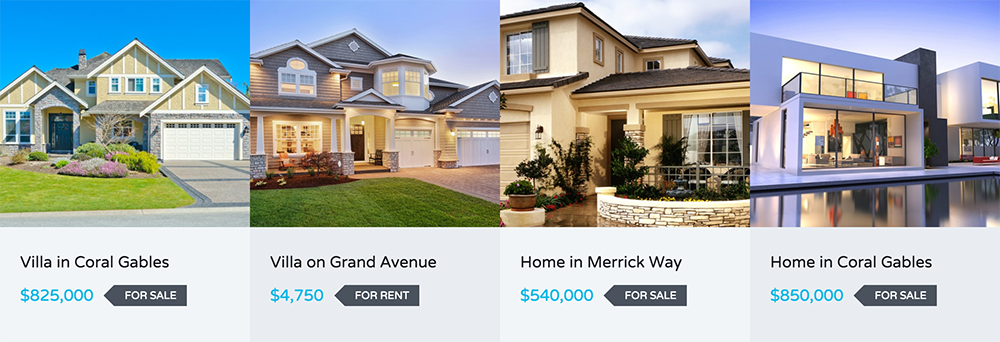 Villa in Coral Gables
$825,000 FOR SALE
Villa on Grand Avenue
$4,750 FOR RENT
Home in Merrick Way
$540,000 FOR SALE
Home in Coral Gables
$850,000 FOR SALE